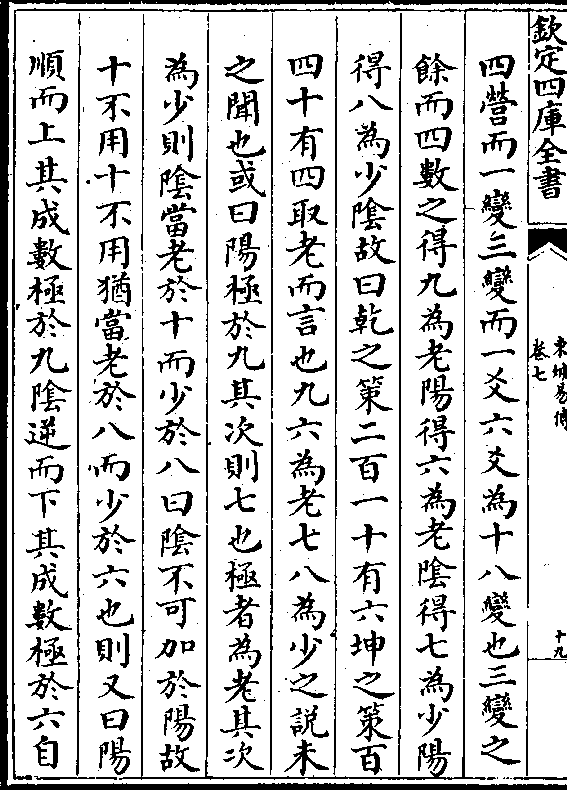 欽定四庫全書
東坡易傳
卷七
十九
四營而一變三變而一爻六爻為十八變也三變之
餘而四數之得九為老陽得六為老陰得七為少陽
得八為少陰故曰乾之策二百一十有六坤之策百
四十有四取老而言也九六為老七八為少之説未
之聞也或曰陽極於九其次則七也極者為老其次
為少則陰當老於十而少於八曰陰不可加於陽故
十不用十不用猶當老於八而少於六也則又曰陽
順而上其成數極於九陰逆而下其成數極於六自